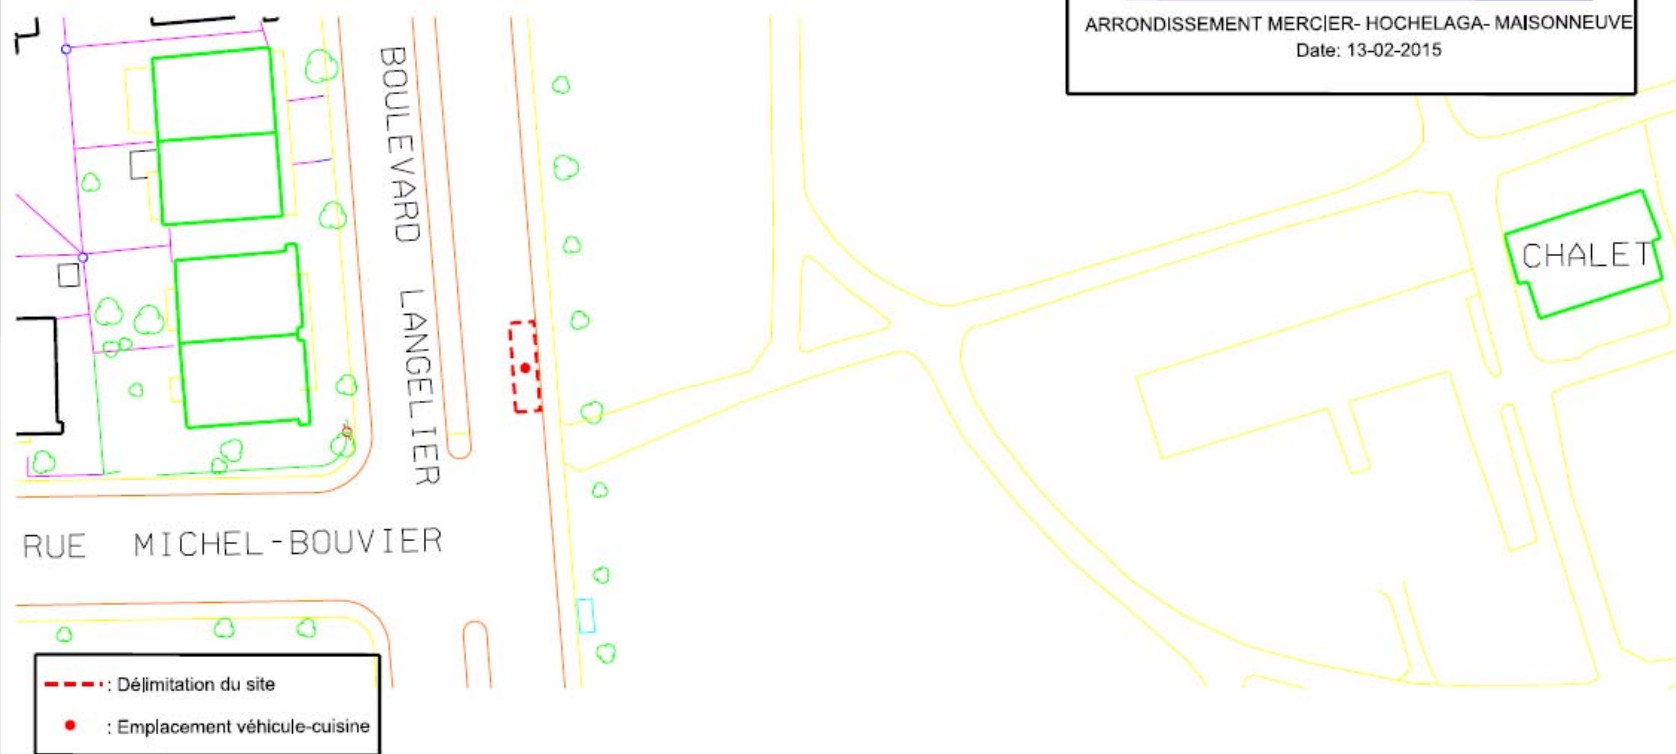 ARRONDISSEMENT MERCIER- HOCHELAGA- MAISONNEUVE
Date: 13-02-2015
BOULEVARD LANGELIER
CHALET
RUE MICHEL-BOUVIER
: Délimitation du site
: Emplacement véhicule-cuisine